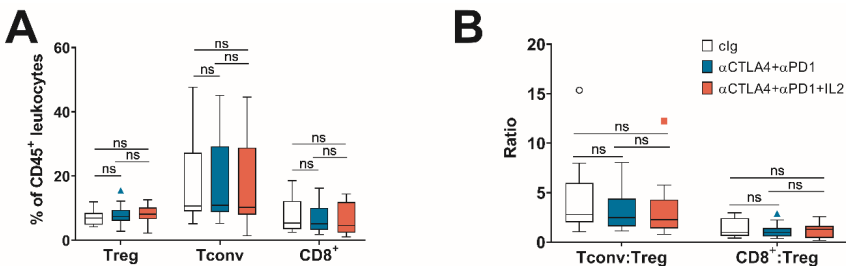 A
% of CD45⁺ leukocytes
60
40
20
0
ns
ns
ns
ns
ns
ns
ns
ns
ns
Treg
Tconv
CD8⁺
B
Ratio
20
15
10
5
0
cIg
αCTLA4+αPD1
αCTLA4+αPD1+IL2
ns
ns
ns
ns
ns
ns
Tconv:Treg
CD8⁺:Treg